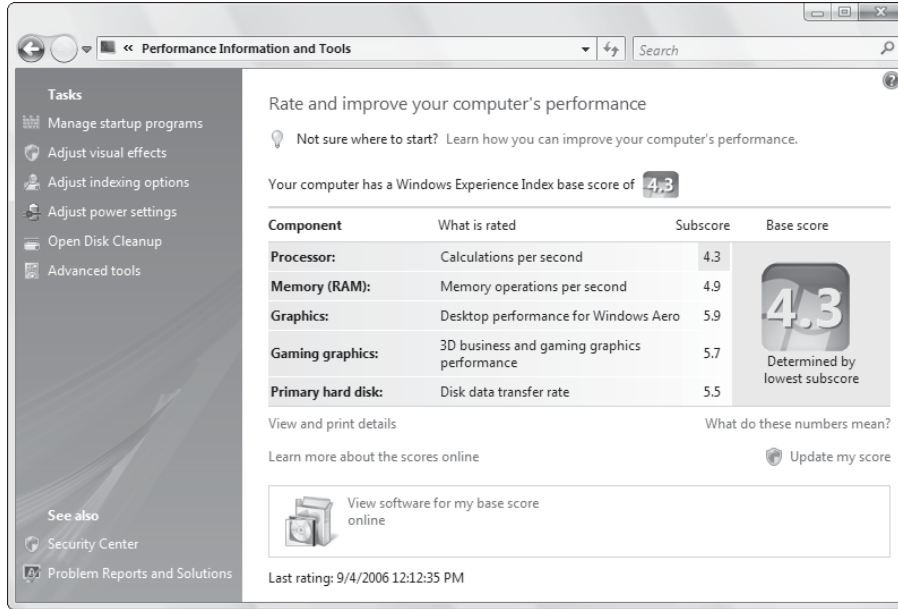 « Performance Information and Tools
Search
Tasks
Manage startup programs
Adjust visual effects
Adjust indexing options
Adjust power settings
Open Disk Cleanup
Advanced tools
See also
Security Center
Problem Reports and Solutions
Rate and improve your computer's performance
Not sure where to start? Learn how you can improve your computer's performance.
Your computer has a Windows Experience Index base score of 4.3
Component What is rated Subscore Base score
Processor: Calculations per second 4.3
Memory (RAM): Memory operations per second 4.9
Graphics: Desktop performance for Windows Aero 5.9
Gaming graphics: 3D business and gaming graphics
performance 5.7
Primary hard disk: Disk data transfer rate 5.5
4.3
Determined by
lowest subscore
View and print details What do these numbers mean?
Learn more about the scores online Update my score
View software for my base score
online
Last rating: 9/4/2006 12:12:35 PM